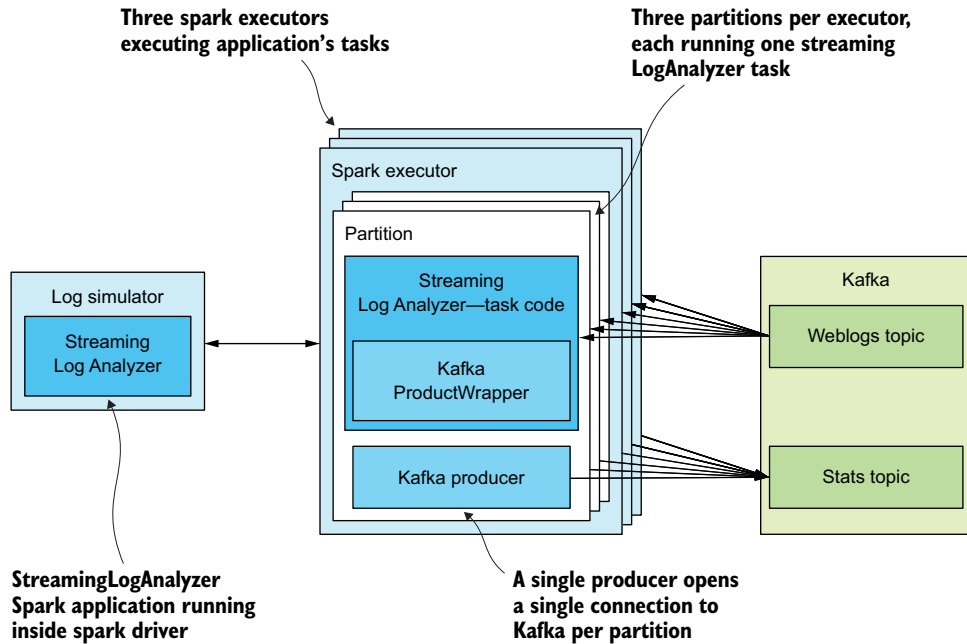 Three spark executors
executing application's tasks
Three partitions per executor,
each running one streaming
LogAnalyzer task
Spark executor
Partition
Streaming
Log Analyzer—task code
Kafka
ProductWrapper
Kafka producer
Log simulator
Streaming
Log Analyzer
Kafka
Weblogs topic
Stats topic
StreamingLogAnalyzer
Spark application running
inside spark driver
A single producer opens
a single connection to
Kafka per partition